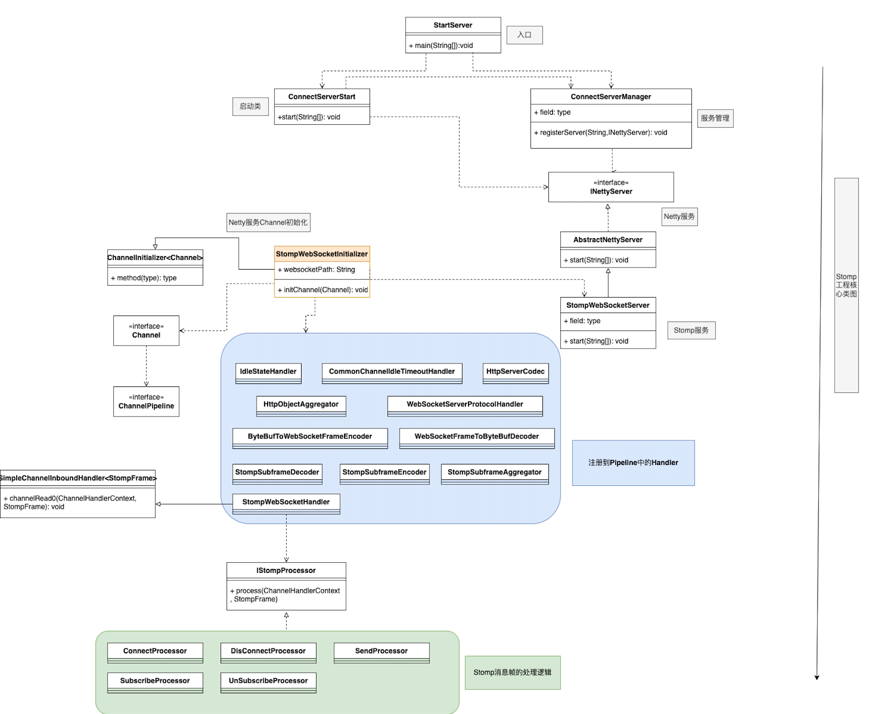 StartServer
+ main(String[]):void
入口
ConnectServerStart
+start(String[]): void
启动类
ConnectServerManager
+ field: type
+ registerServer(String,INettyServer): void
服务管理
«interface»
INettyServer
Netty服务
Netty服务Channel初始化
AbstractNettyServer
+ start(String[]): void
ChannelInitializer<Channel>
+ method(type): type
StompWebSocketInitializer
+ websocketPath: String
+ initChannel(Channel): void
StompWebSocketServer
+ field: type
+ start(String[]): void
Stomp服务
Stomp
工程核
心类图
«interface»
Channel
«interface»
ChannelPipeline
IdleStateHandler
CommonChannelIdleTimeoutHandler
HttpServerCodec
HttpObjectAggregator
WebSocketServerProtocolHandler
ByteBufToWebSocketFrameEncoder
WebSocketFrameToByteBufDecoder
StompSubframeDecoder
StompSubframeEncoder
StompSubframeAggregator
StompWebSocketHandler
注册到Pipeline中的Handler
SimpleChannelInboundHandler<StompFrame>
+ channelRead0(ChannelHandlerContext,
StompFrame): void
IStompProcessor
+ process(ChannelHandlerContext
, StompFrame)
ConnectProcessor
DisConnectProcessor
SendProcessor
SubscribeProcessor
UnSubscribeProcessor
Stomp消息帧的处理逻辑